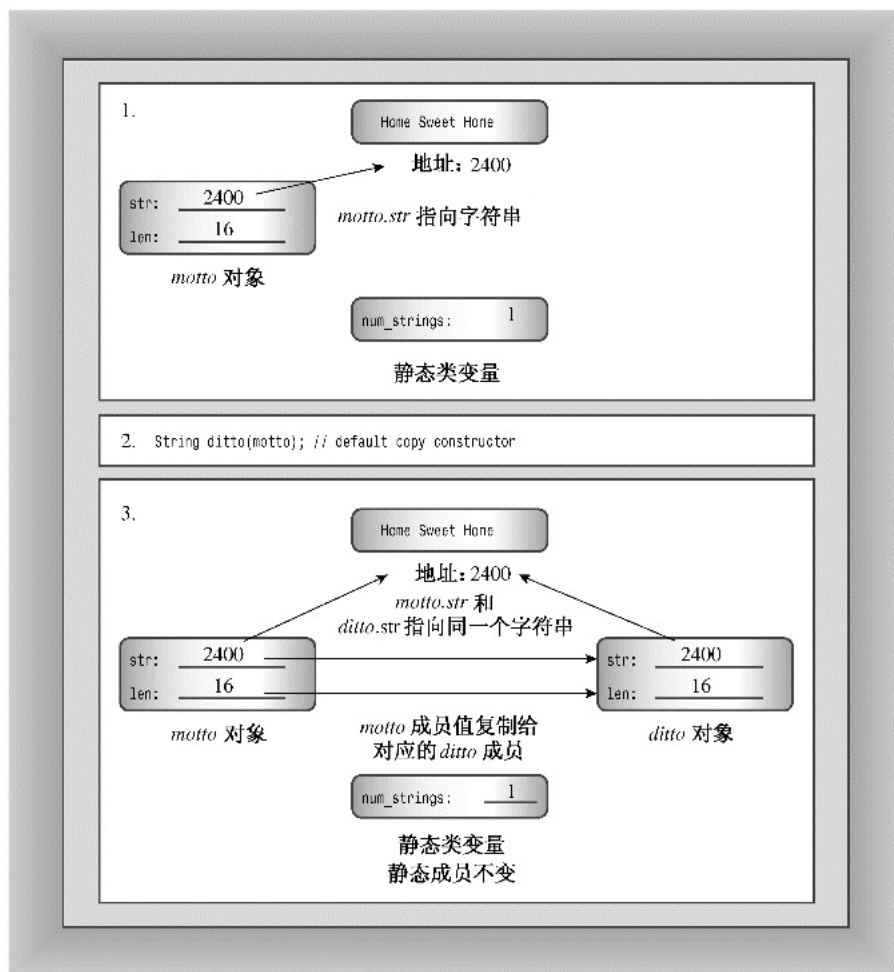 1.
Home Sweet Home
地址：2400
str: 2400
len: 16
motto.str 指向字符串
motto 对象
num_strings: 1
静态类变量
2. String ditto(motto); // default copy constructor
3.
Home Sweet Home
地址：2400
motto.str 和
ditto.str 指向同一个字符串
str: 2400
len: 16
motto 对象
str: 2400
len: 16
ditto 对象
motto 成员值复制给
对应的 ditto 成员
num_strings: 1
静态类变量
静态成员不变